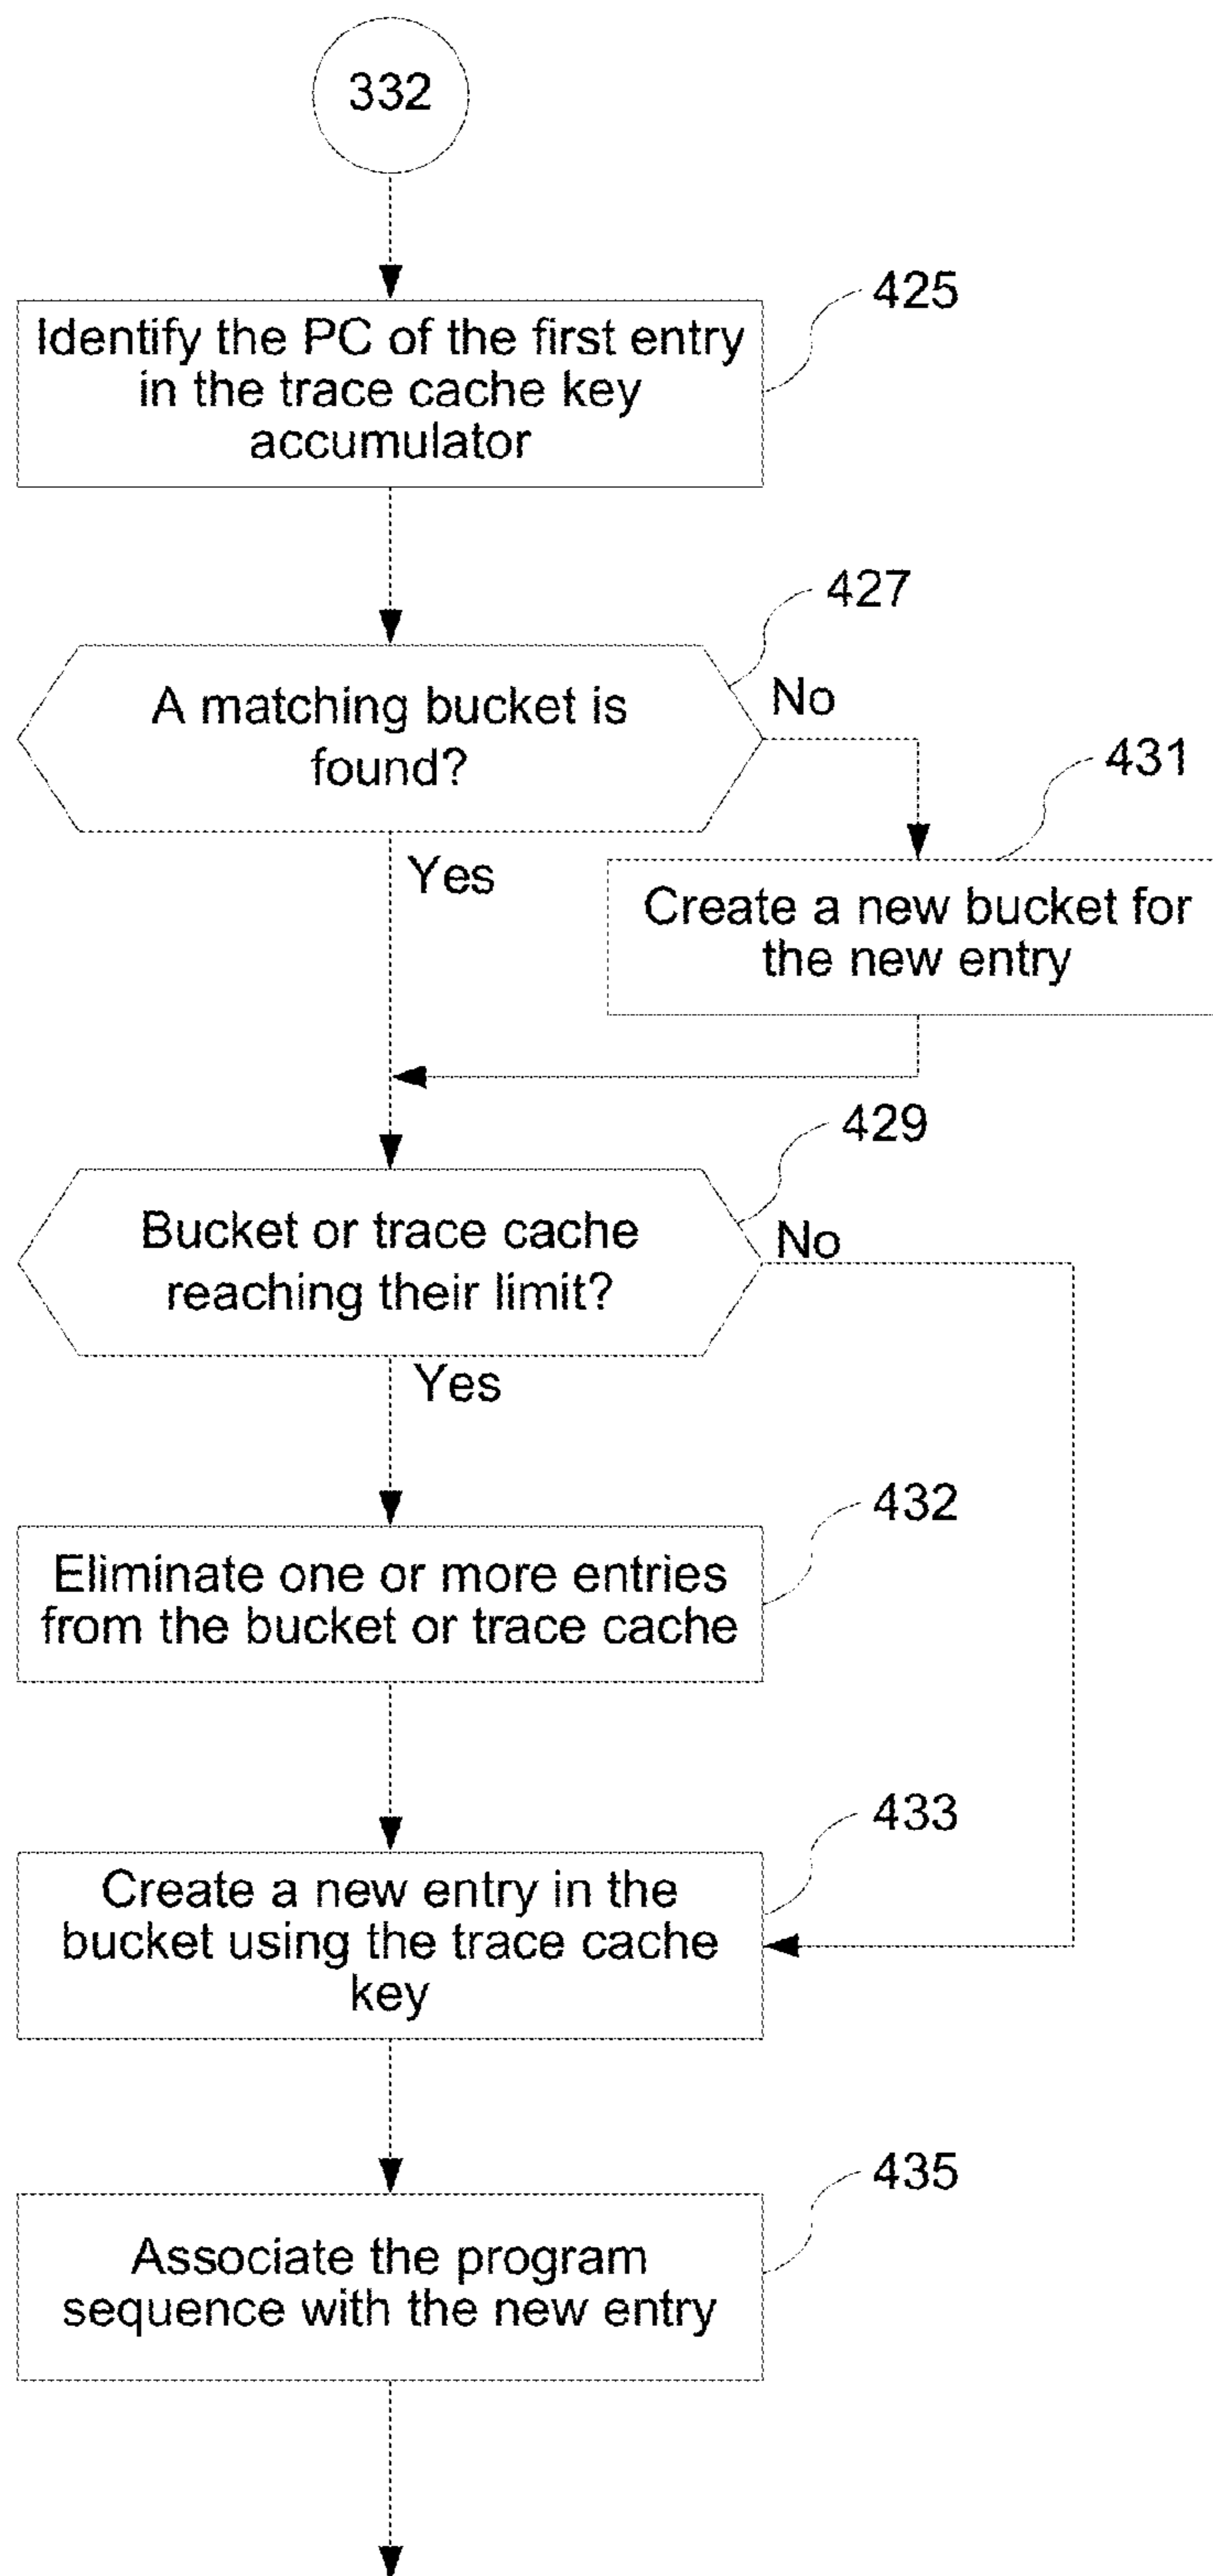 332
425
Identify the PC of the first entry
in the trace cache key
accumulator
427
A matching bucket is
found?
No
431
Yes
Create a new bucket for
the new entry
429
Bucket or trace cache
reaching their limit?
No
Yes
432
Eliminate one or more entries
from the bucket or trace cache
433
Create a new entry in the
bucket using the trace cache
key
435
Associate the program
sequence with the new entry